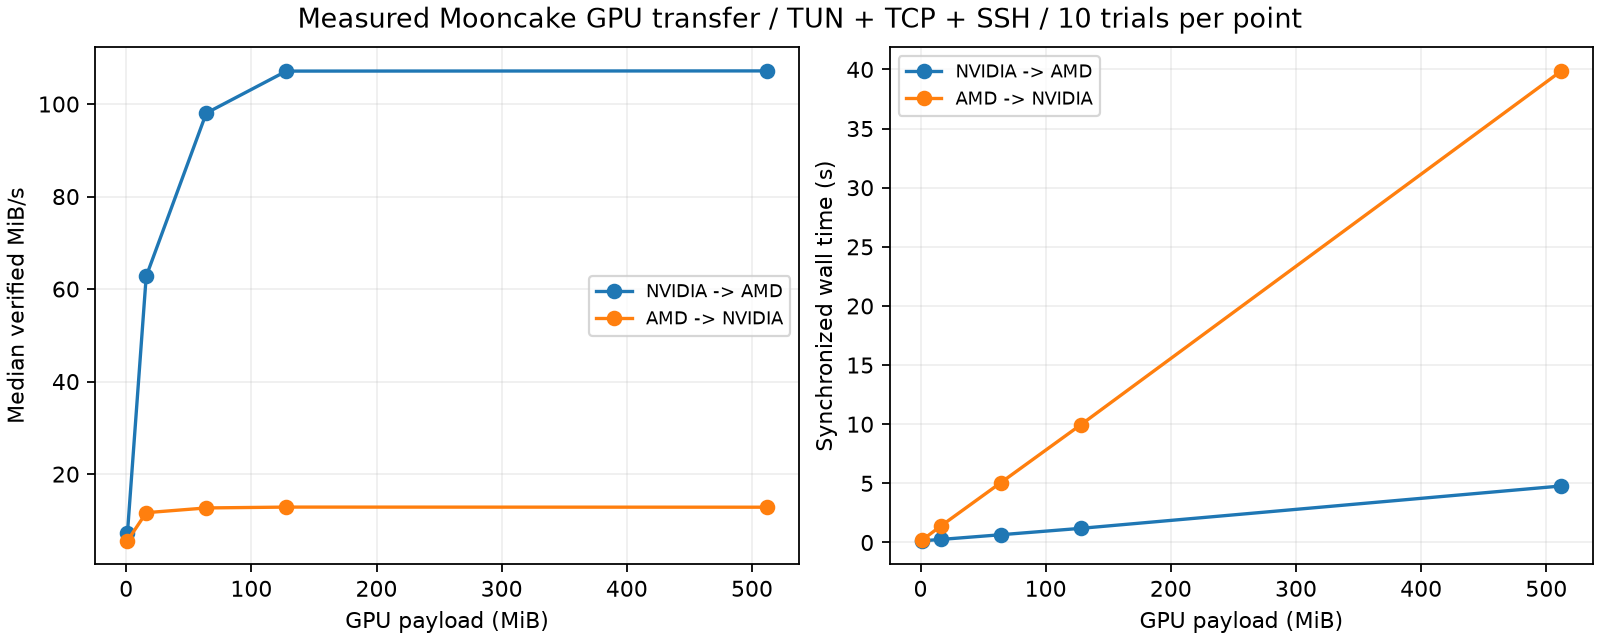 Measured Mooncake GPU transfer / TUN + TCP + SSH / 10 trials per point
Median verified MiB/s
100
80
60
40
20
0
100
200
300
400
500
GPU payload (MiB)
NVIDIA -> AMD
AMD -> NVIDIA
Synchronized wall time (s)
40
35
30
25
20
15
10
5
0
0
100
200
300
400
500
GPU payload (MiB)
NVIDIA -> AMD
AMD -> NVIDIA